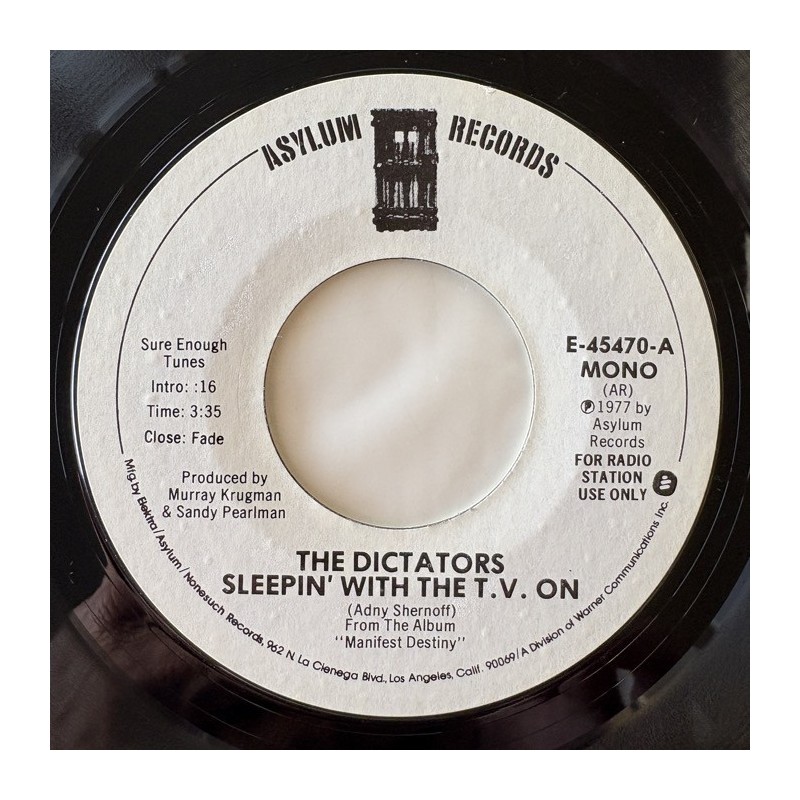 ASYLUM RECORDS
Sure Enough
Tunes
Intro: :16
Time: 3:35
Close: Fade
Produced by
Murray Krugman
& Sandy Pearlman
E-45470-A
MONO
(AR)
Ⓟ1977 by
Asylum
Records
FOR RADIO
STATION
USE ONLY
THE DICTATORS
SLEEPIN' WITH THE T.V. ON
(Adny Shernoff)
From The Album
"Manifest Destiny"
Mfg. by Elektra/Asylum/Nonesuch Records, 962 N. La Cienega Blvd., Los Angeles, Calif. 90069/A Division of Warner Communications Inc.